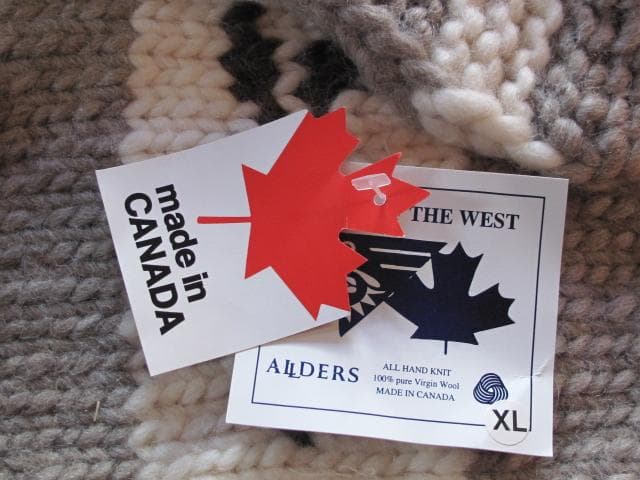 made in
CANADA
THE WEST
ALLDERS
ALL HAND KNIT
100% pure Virgin Wool
MADE IN CANADA
XL